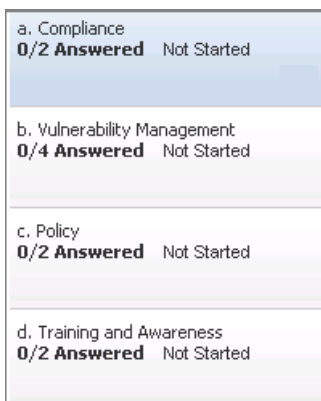 a. Compliance
0/2 Answered Not Started
b. Vulnerability Management
0/4 Answered Not Started
c. Policy
0/2 Answered Not Started
d. Training and Awareness
0/2 Answered Not Started